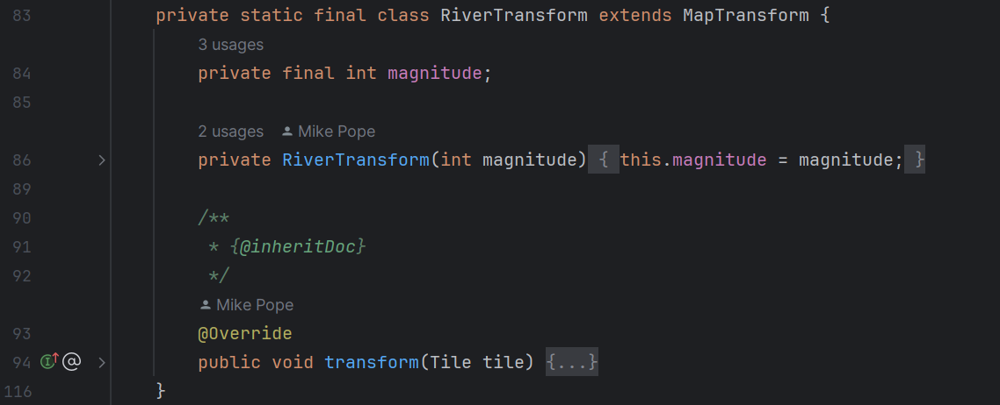 83 private static final class RiverTransform extends MapTransform {
3 usages
84 private final int magnitude;
85
2 usages Mike Pope
86 private RiverTransform(int magnitude) { this.magnitude = magnitude; }
89
90 /**
91 * {@inheritDoc}
92 */
Mike Pope
93 @Override
94 public void transform(Tile tile) {...}
116 }